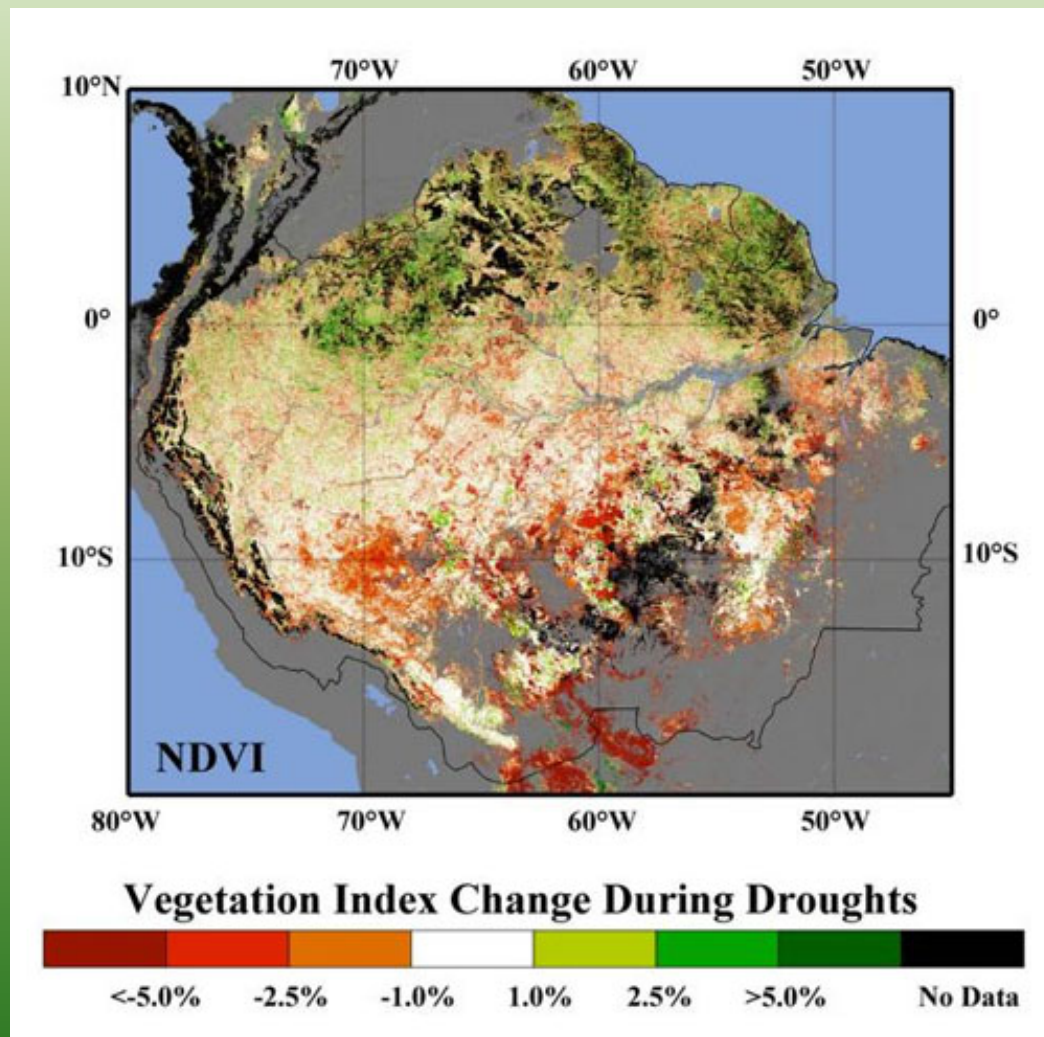 70°W 60°W 50°W
10°N
0° 0°
10°S 10°S
NDVI
80°W 70°W 60°W 50°W
Vegetation Index Change During Droughts
<-5.0% -2.5% -1.0% 1.0% 2.5% >5.0% No Data